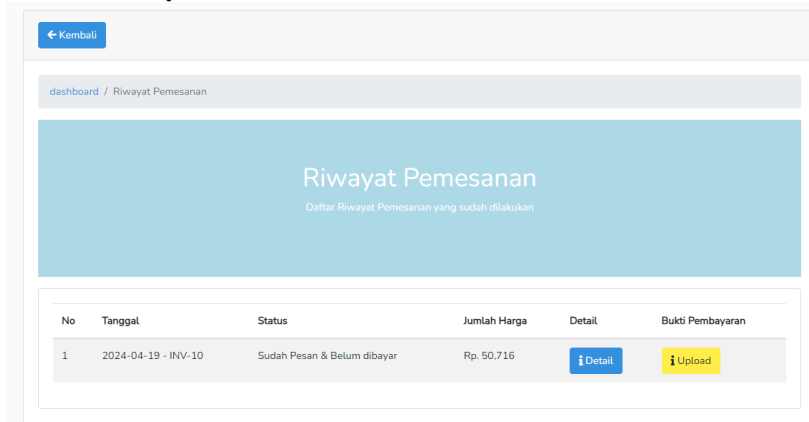 Kembali
dashboard / Riwayat Pemesanan
Riwayat Pemesanan
Daftar Riwayat Pemesanan yang sudah dilakukan
No Tanggal Status Jumlah Harga Detail Bukti Pembayaran
1 2024-04-19 - INV-10 Sudah Pesan & Belum dibayar Rp. 50,716 Detail Upload